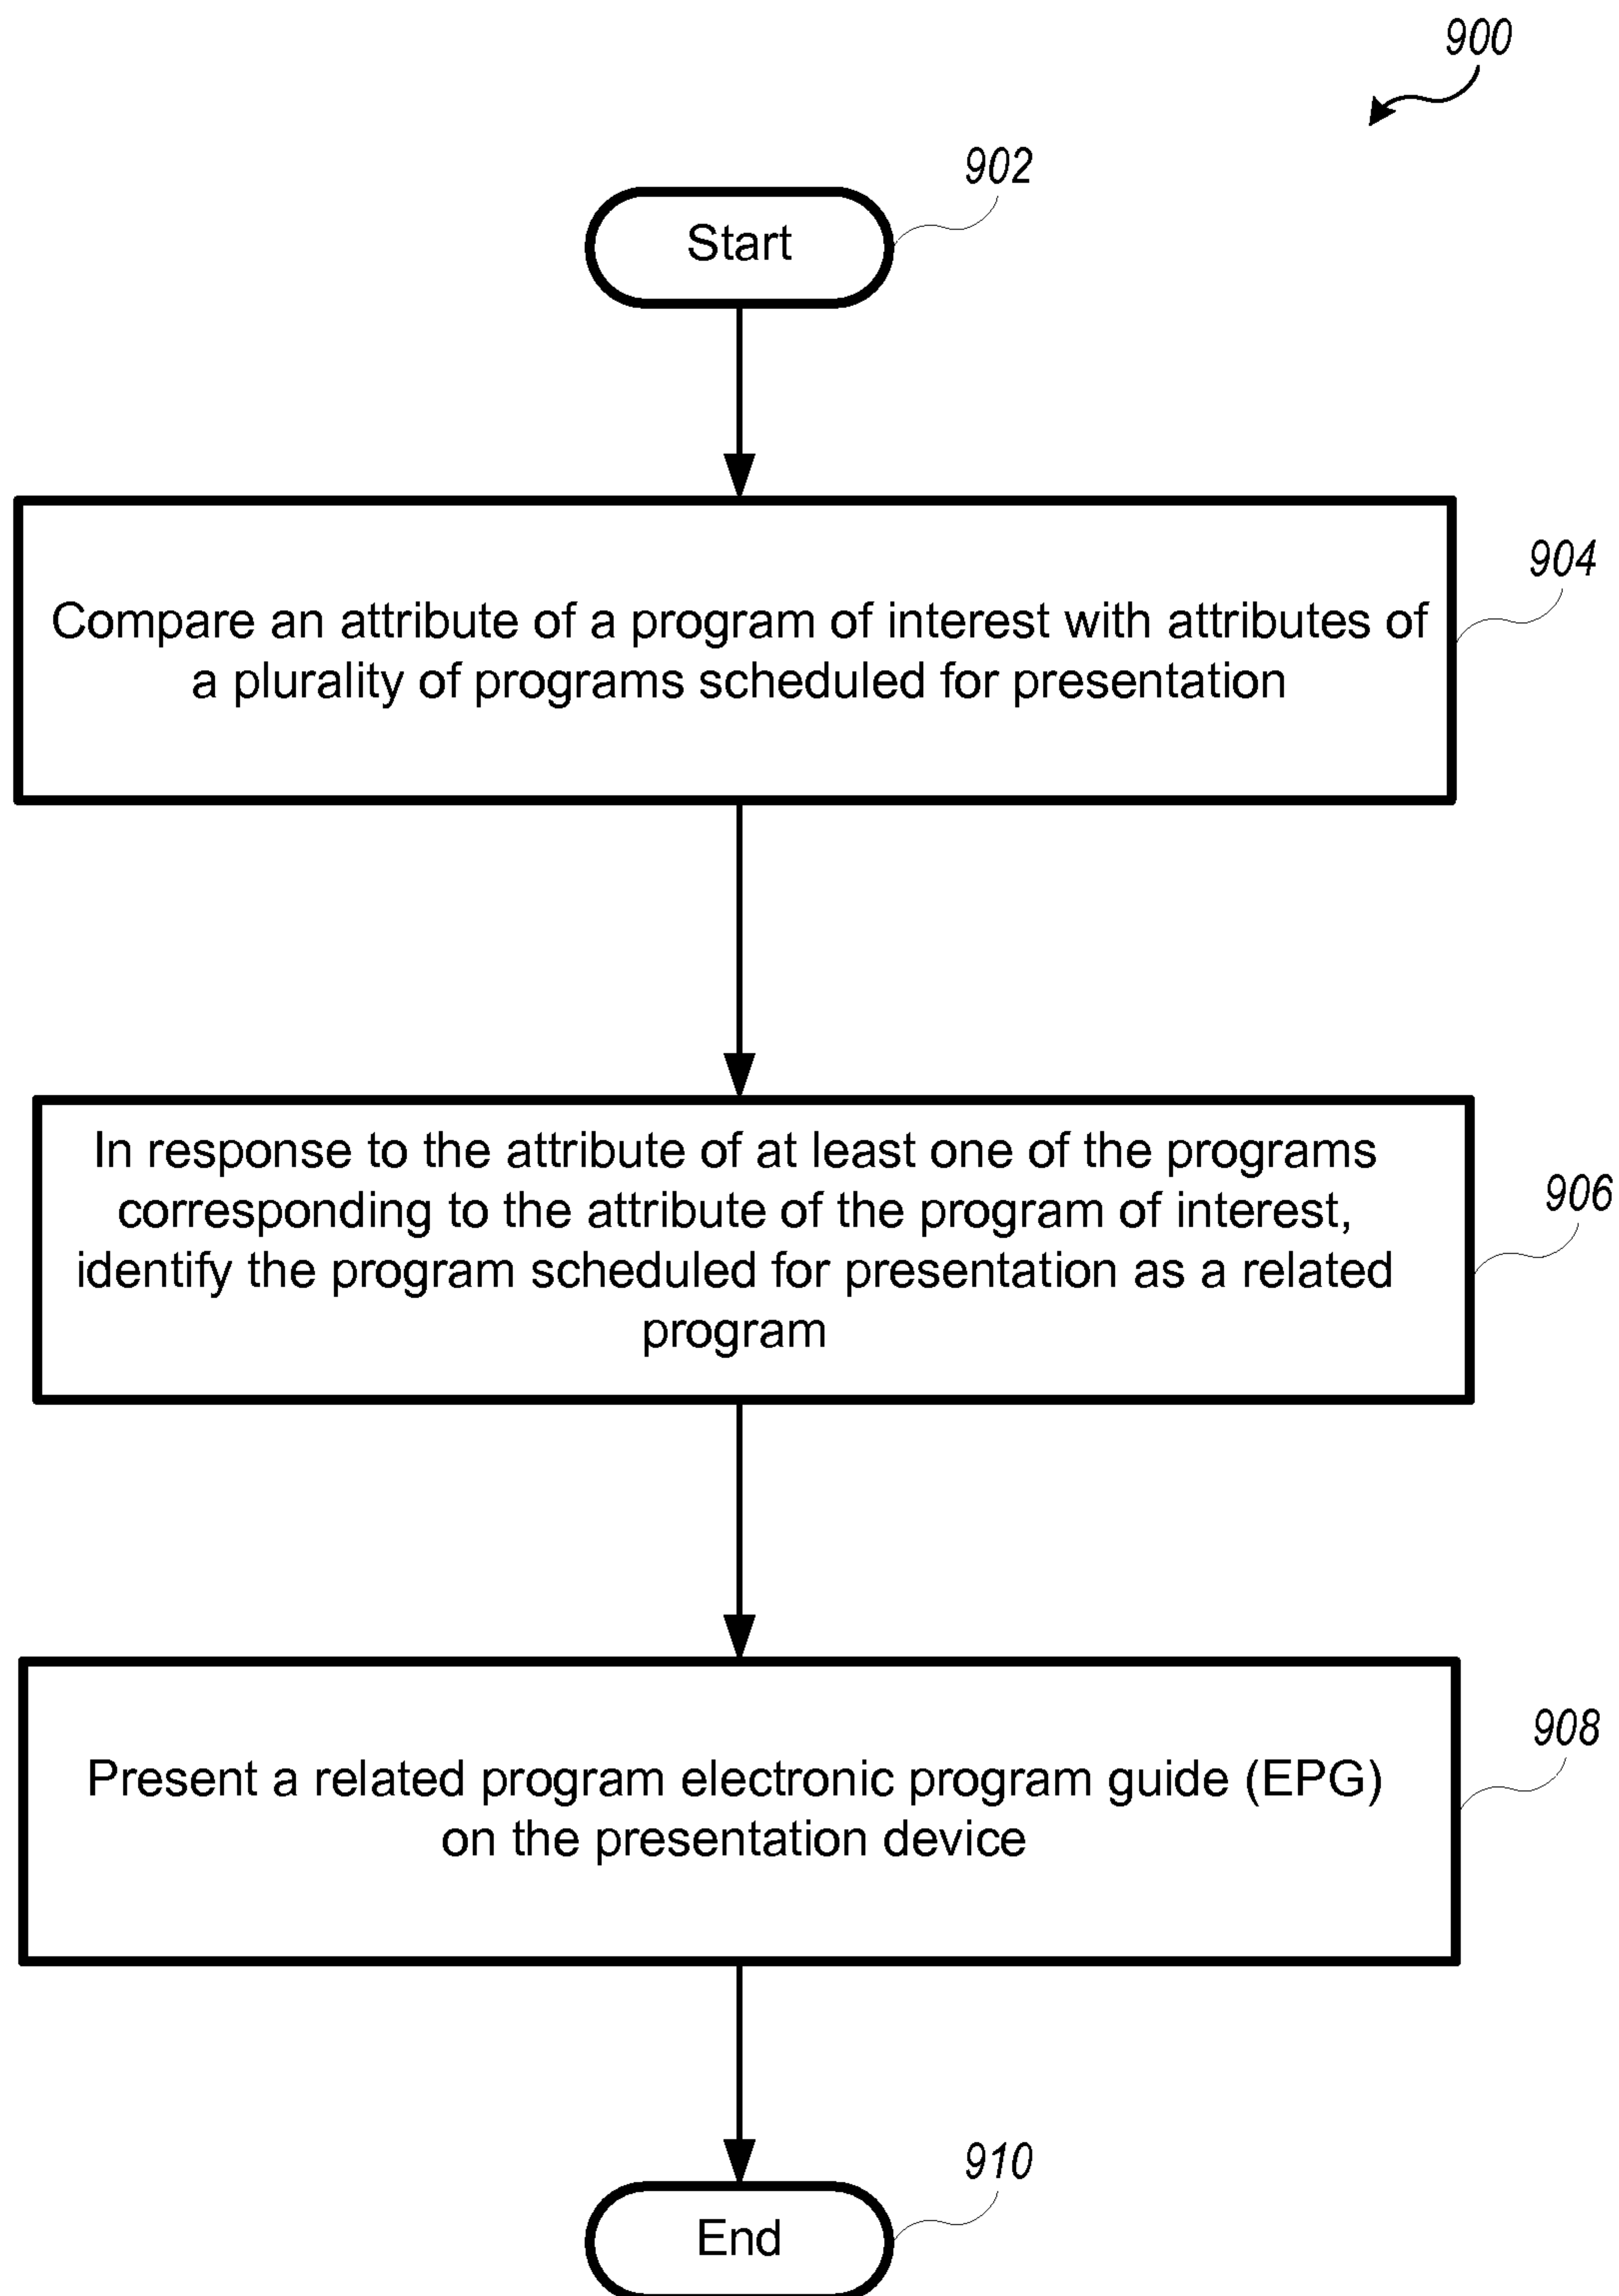 900
902
Start
904
Compare an attribute of a program of interest with attributes of
a plurality of programs scheduled for presentation
906
In response to the attribute of at least one of the programs
corresponding to the attribute of the program of interest,
identify the program scheduled for presentation as a related
program
908
Present a related program electronic program guide (EPG)
on the presentation device
910
End